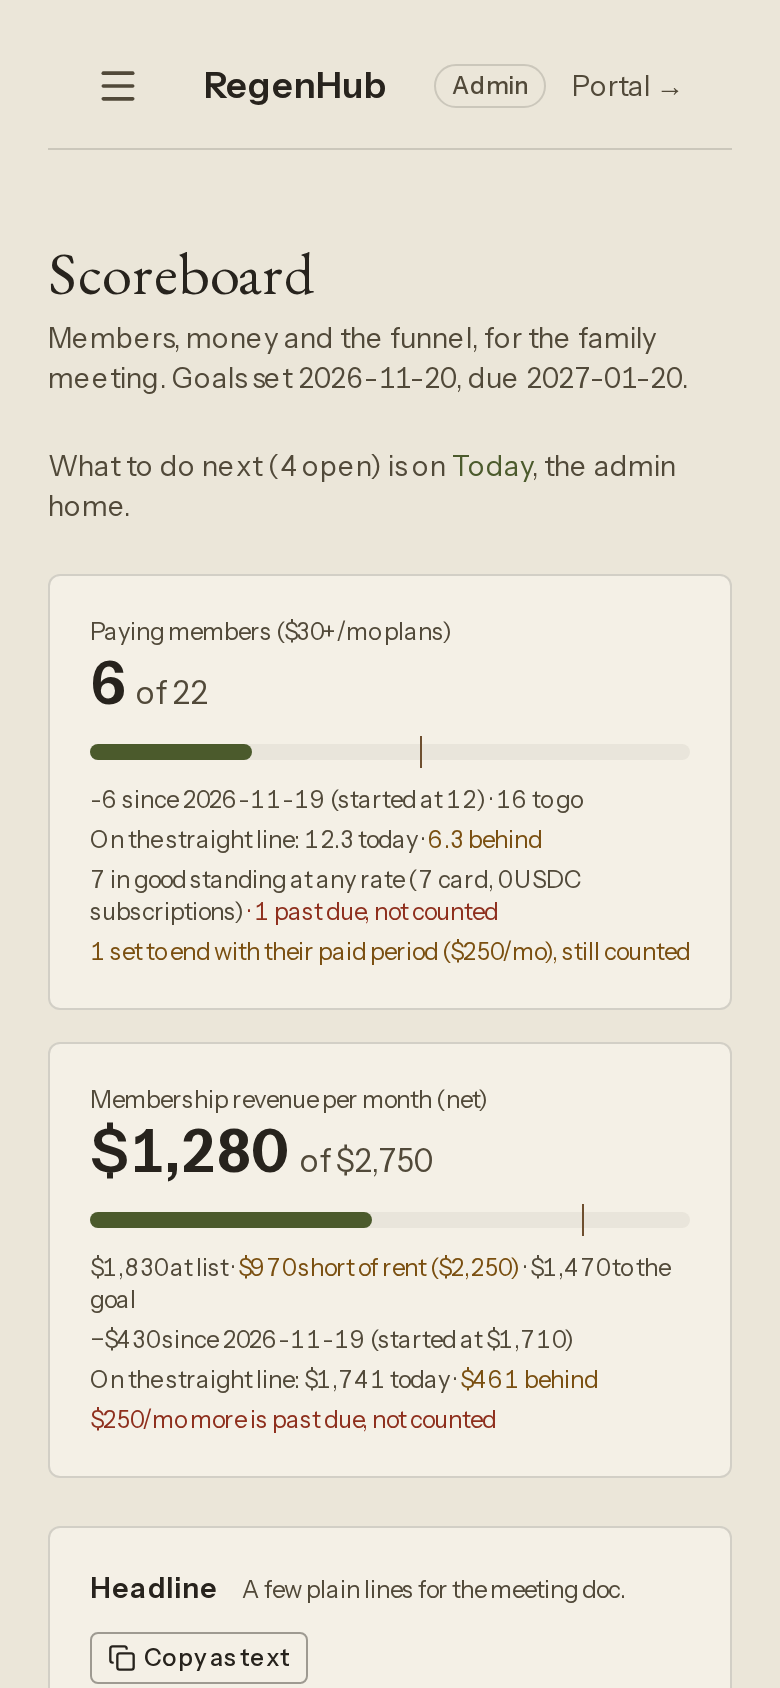 RegenHub
Admin
Portal →
Scoreboard
Members, money and the funnel, for the family
meeting. Goals set 2026-11-20, due 2027-01-20.
What to do next (4 open) is on Today, the admin
home.
Paying members ($30+/mo plans)
6 of 22
-6 since 2026-11-19 (started at 12) · 16 to go
On the straight line: 12.3 today · 6.3 behind
7 in good standing at any rate (7 card, 0 USDC
subscriptions) · 1 past due, not counted
1 set to end with their paid period ($250/mo), still counted
Membership revenue per month (net)
$1,280 of $2,750
$1,830 at list · $970 short of rent ($2,250) · $1,470 to the
goal
−$430 since 2026-11-19 (started at $1,710)
On the straight line: $1,741 today · $461 behind
$250/mo more is past due, not counted
Headline A few plain lines for the meeting doc.
Copy as text